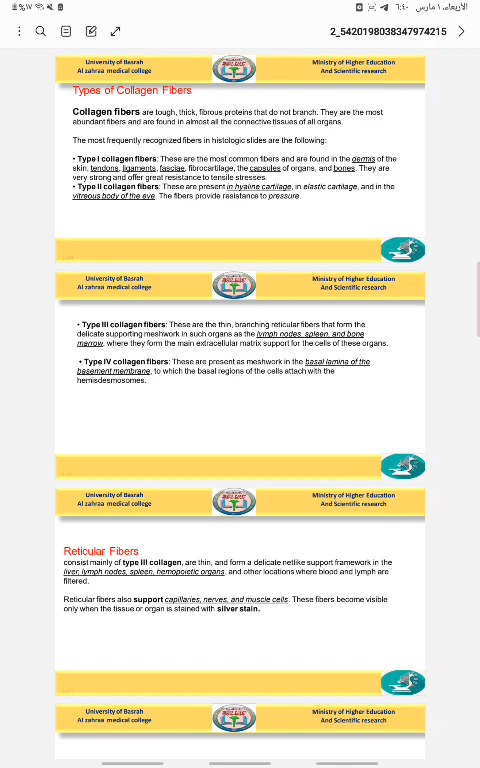 الأربعاء، ١ مارس ٦:٤٠
%١٧
2_5420198038347974215
University of Basrah
Al zahraa medical college
Ministry of Higher Education
And Scientific research
Types of Collagen Fibers
Collagen fibers are tough, thick, fibrous proteins that do not branch. They are the most
abundant fibers and are found in almost all the connective tissues of all organs.
The most frequently recognized fibers in histologic slides are the following:
• Type I collagen fibers: These are the most common fibers and are found in the dermis of the
skin, tendons, ligaments, fasciae, fibrocartilage, the capsules of organs, and bones. They are
very strong and offer great resistance to tensile stresses.
• Type II collagen fibers: These are present in hyaline cartilage, in elastic cartilage, and in the
vitreous body of the eye. The fibers provide resistance to pressure.
University of Basrah
Al zahraa medical college
Ministry of Higher Education
And Scientific research
• Type III collagen fibers: These are the thin, branching reticular fibers that form the
delicate supporting meshwork in such organs as the lymph nodes, spleen, and bone
marrow, where they form the main extracellular matrix support for the cells of these organs.
• Type IV collagen fibers: These are present as meshwork in the basal lamina of the
basement membrane, to which the basal regions of the cells attach with the
hemisdesmosomes.
University of Basrah
Al zahraa medical college
Ministry of Higher Education
And Scientific research
Reticular Fibers
consist mainly of type III collagen, are thin, and form a delicate netlike support framework in the
liver, lymph nodes, spleen, hemopoietic organs, and other locations where blood and lymph are
filtered.
Reticular fibers also support capillaries, nerves, and muscle cells. These fibers become visible
only when the tissue or organ is stained with silver stain.
University of Basrah
Al zahraa medical college
Ministry of Higher Education
And Scientific research